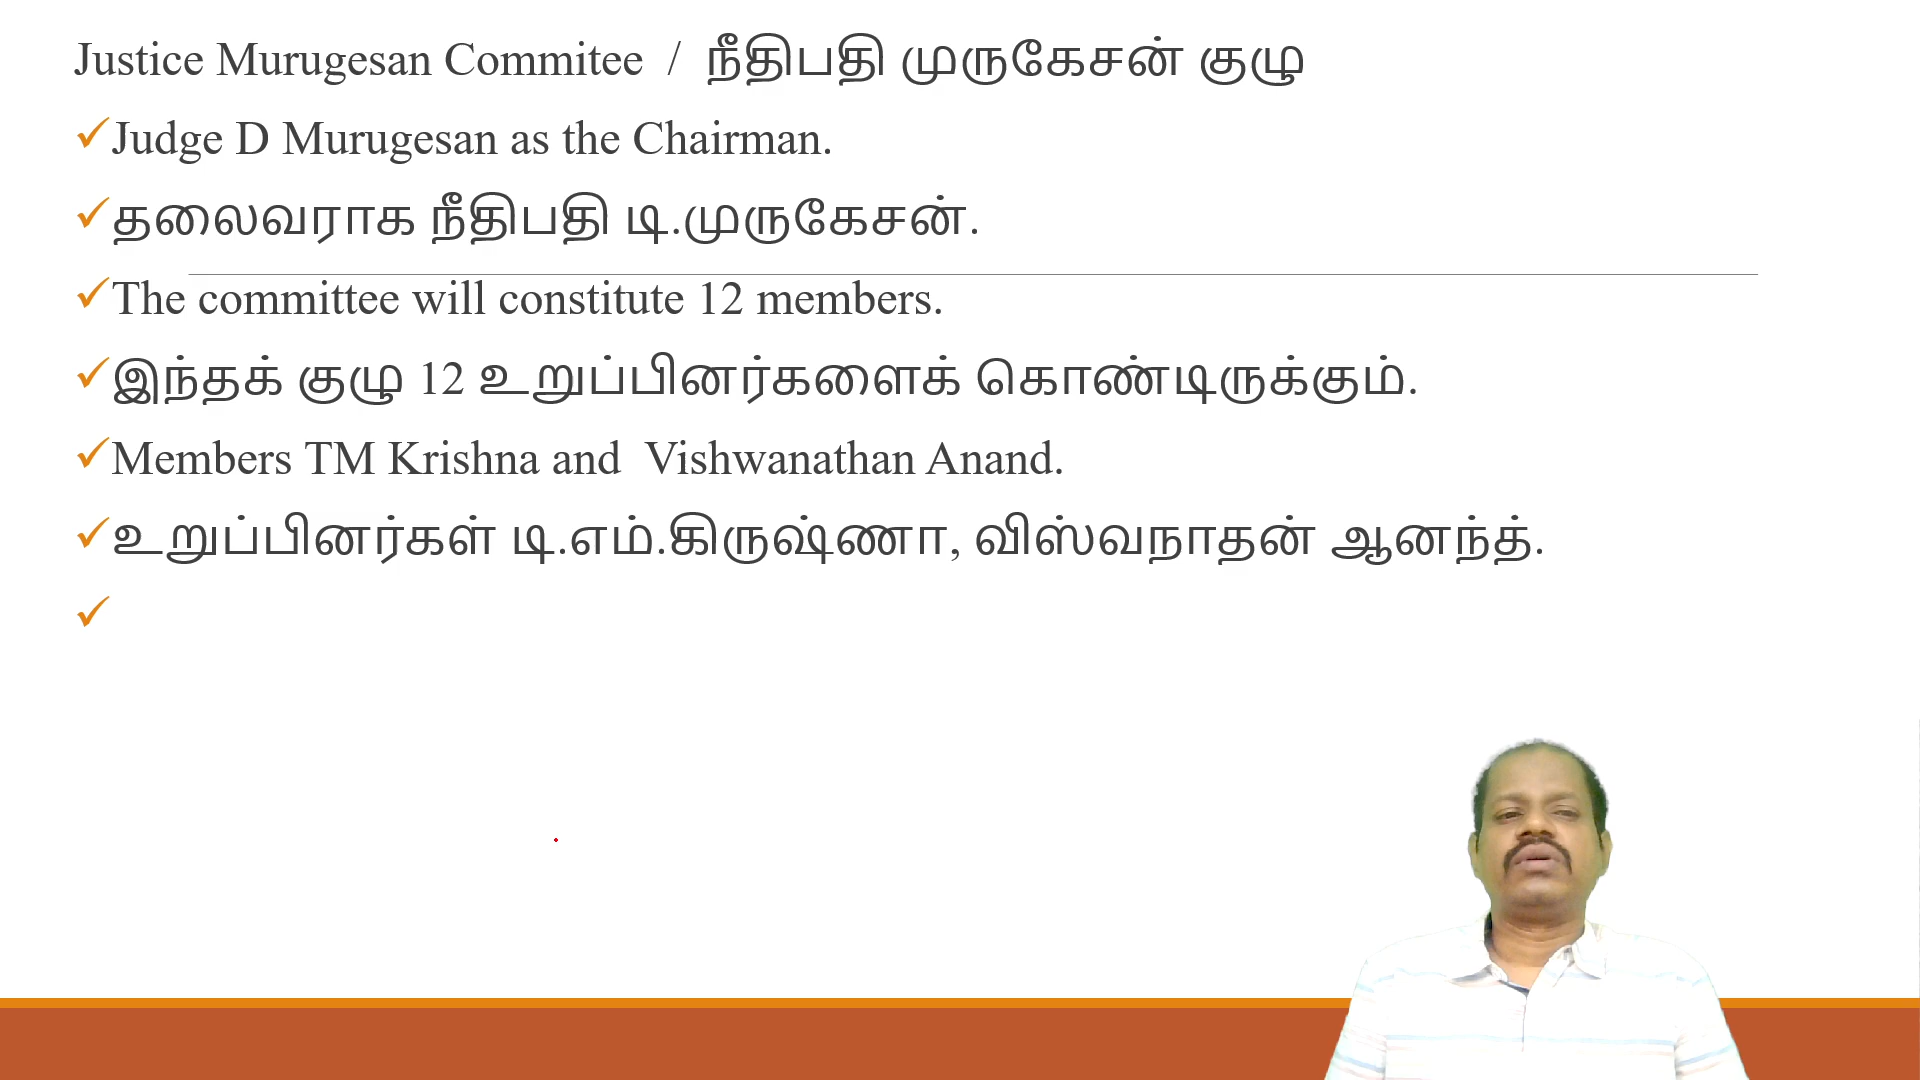 Justice Murugesan Commitee / நீதிபதி முருகேசன் குழு
Judge D Murugesan as the Chairman.
தலைவராக நீதிபதி டி.முருகேசன்.
The committee will constitute 12 members.
இந்தக் குழு 12 உறுப்பினர்களைக் கொண்டிருக்கும்.
Members TM Krishna and Vishwanathan Anand.
உறுப்பினர்கள் டி.எம்.கிருஷ்ணா, விஸ்வநாதன் ஆனந்த்.